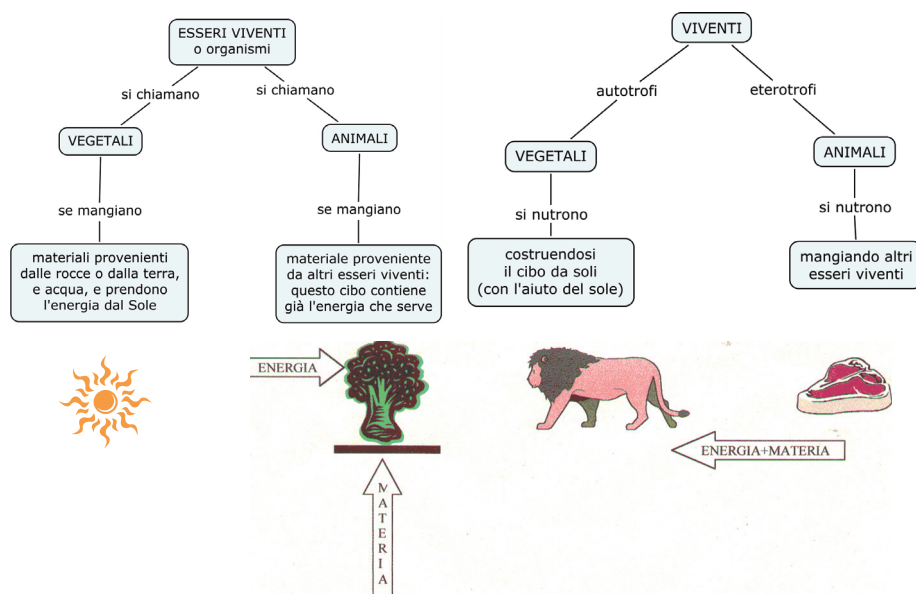 ESSERI VIVENTI
o organismi
si chiamano
si chiamano
VEGETALI
ANIMALI
se mangiano
se mangiano
materiali provenienti
dalle rocce o dalla terra,
e acqua, e prendono
l'energia dal Sole
materiale proveniente
da altri esseri viventi:
questo cibo contiene
già l'energia che serve
VIVENTI
autotrofi
eterotrofi
VEGETALI
ANIMALI
si nutrono
si nutrono
costruendosi
il cibo da soli
(con l'aiuto del sole)
mangiando altri
esseri viventi
ENERGIA
MATERIA
ENERGIA+MATERIA